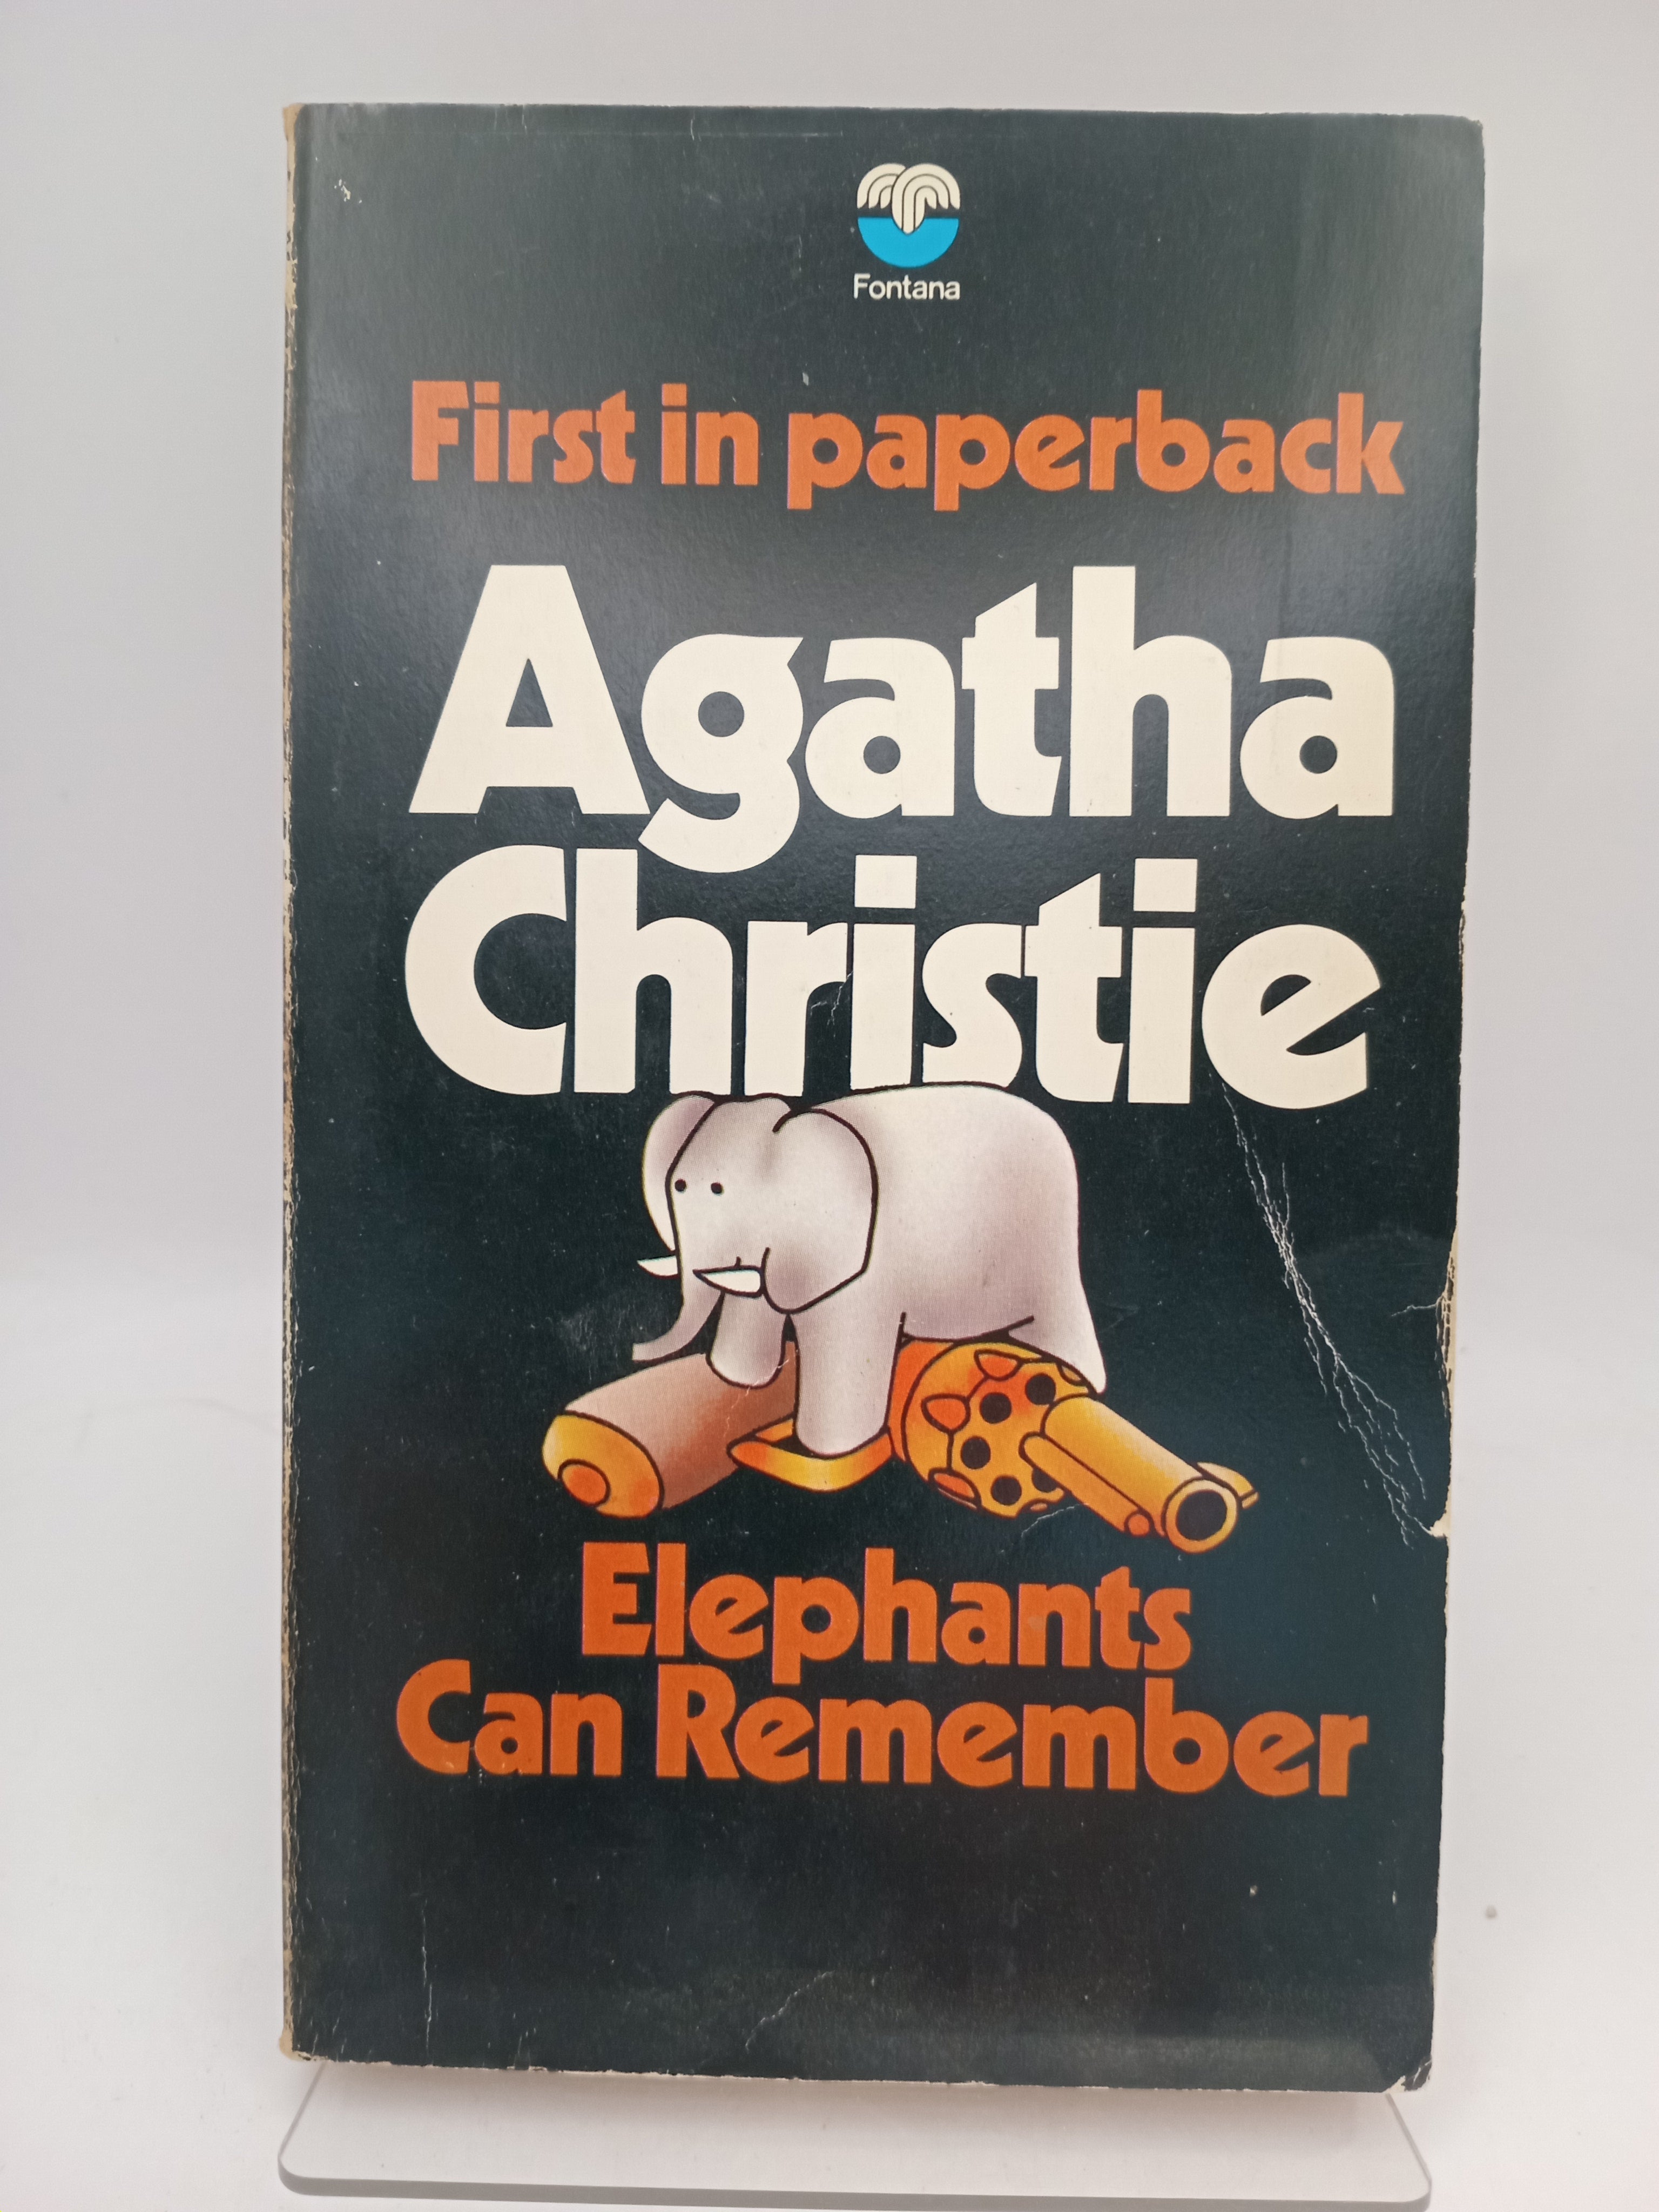 Fontana
First in paperback
Agatha
Christie
Elephants
Can Remember